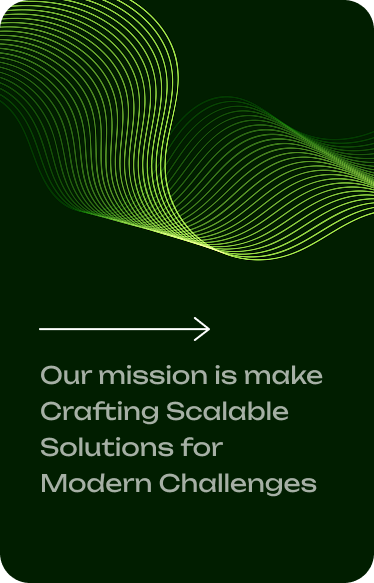 Our mission is make
Crafting Scalable
Solutions for
Modern Challenges